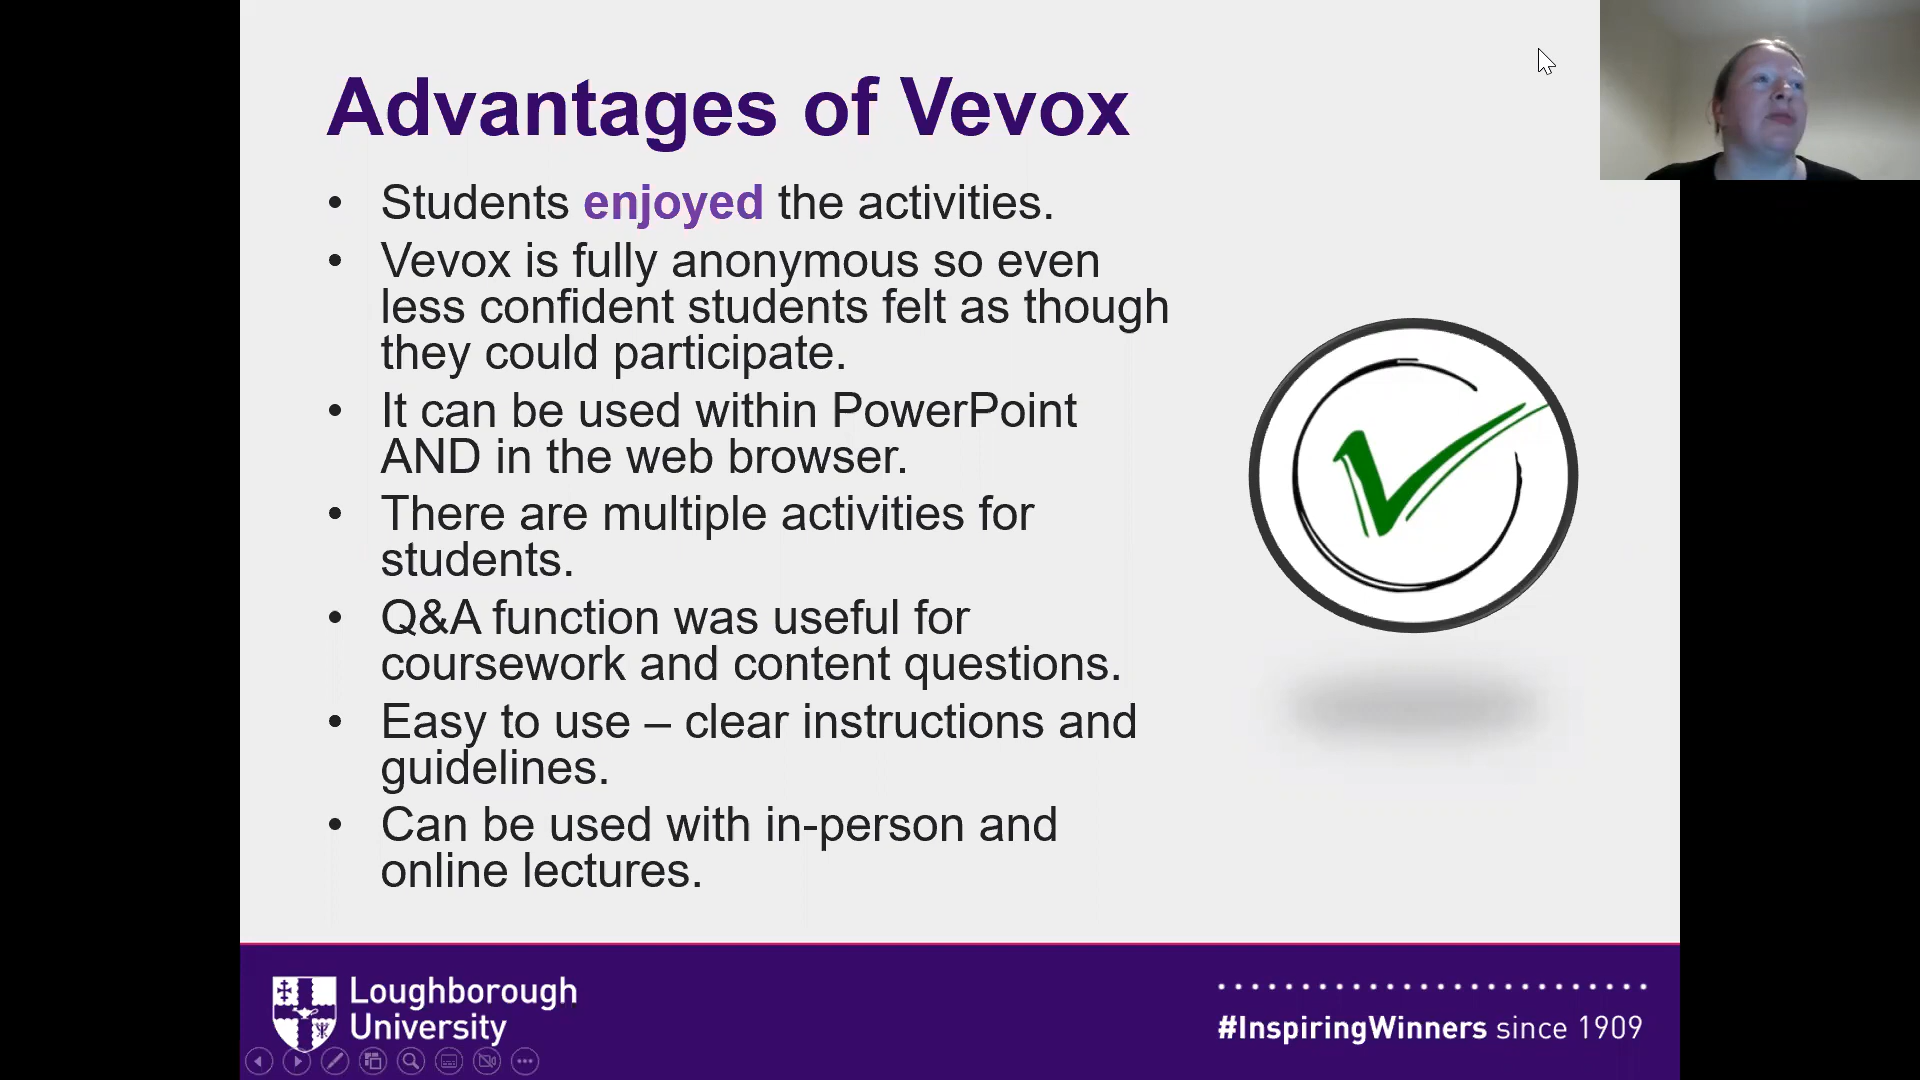 Advantages of Vevox
• Students enjoyed the activities.
• Vevox is fully anonymous so even
less confident students felt as though
they could participate.
• It can be used within PowerPoint
AND in the web browser.
• There are multiple activities for
students.
• Q&A function was useful for
coursework and content questions.
• Easy to use – clear instructions and
guidelines.
• Can be used with in-person and
online lectures.
Loughborough
University
#InspiringWinners since 1909